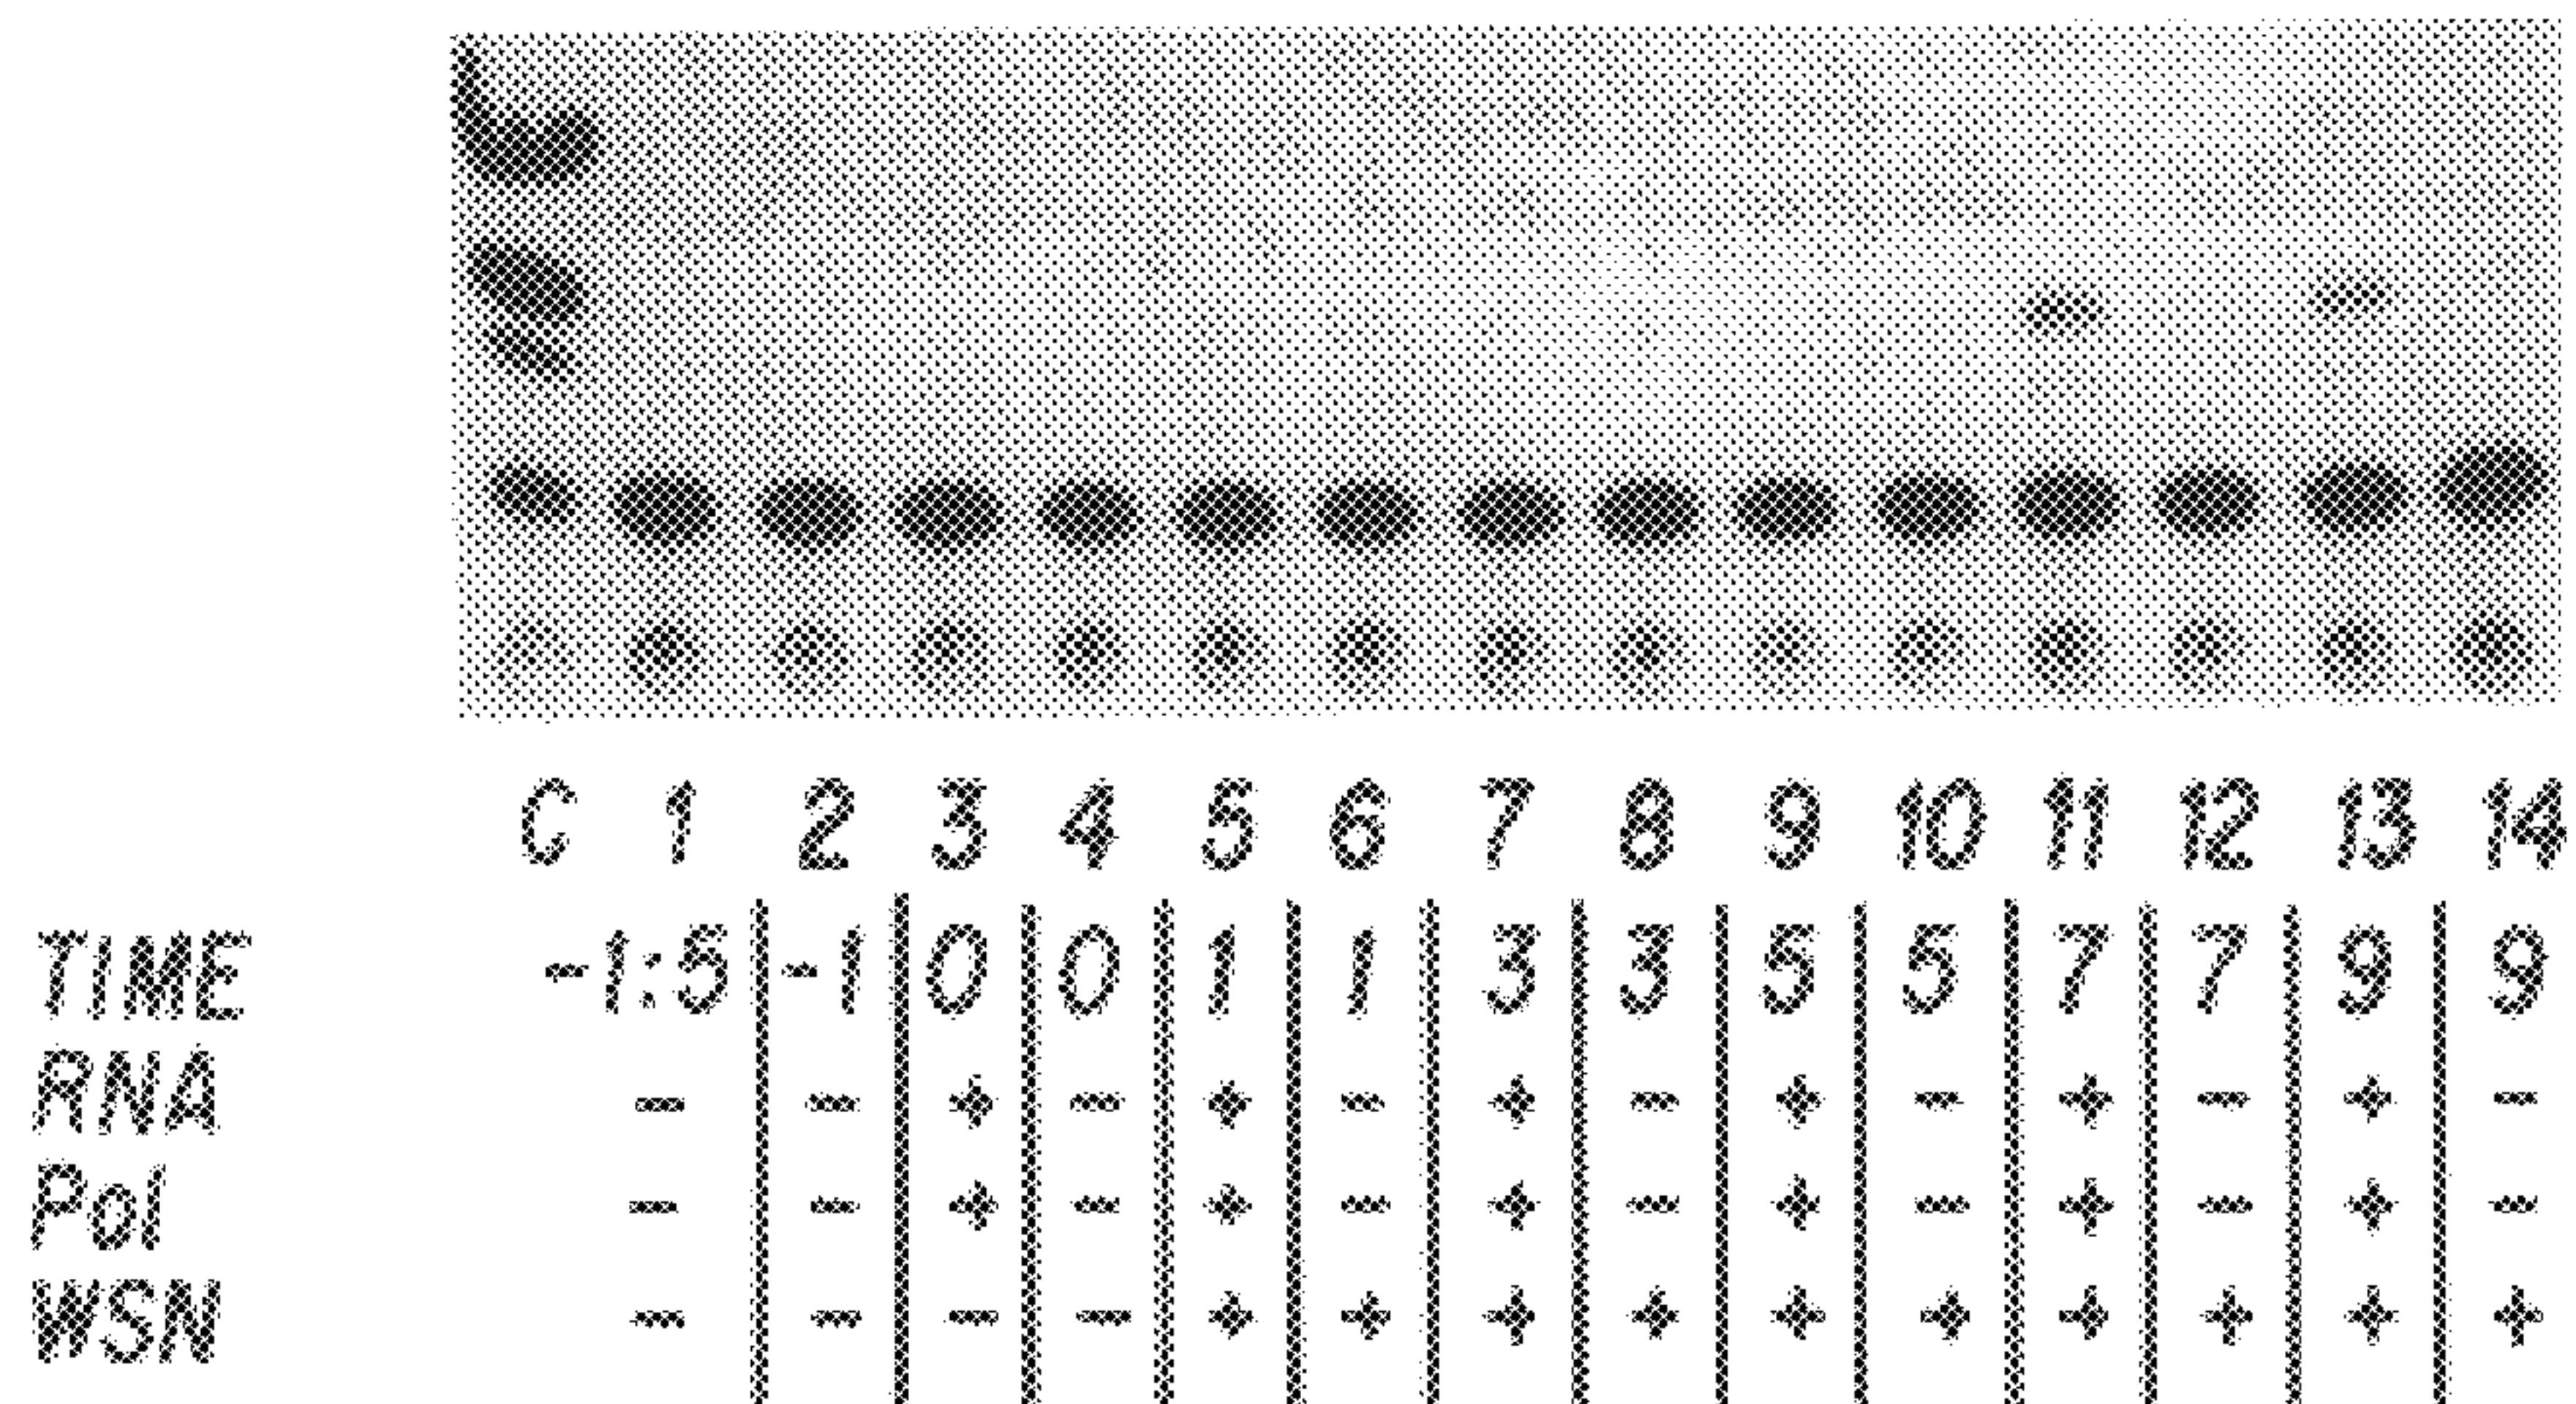 C 1 2 3 4 5 6 7 8 9 10 11 12 13 14
TIME -1:5 -1 0 0 1 1 3 3 5 5 7 7 9 9
RNA - - + - + - + - + - + - + -
Pol - - + - + - + - + - + - + -
WSN - - - - + + + + + + + + + +